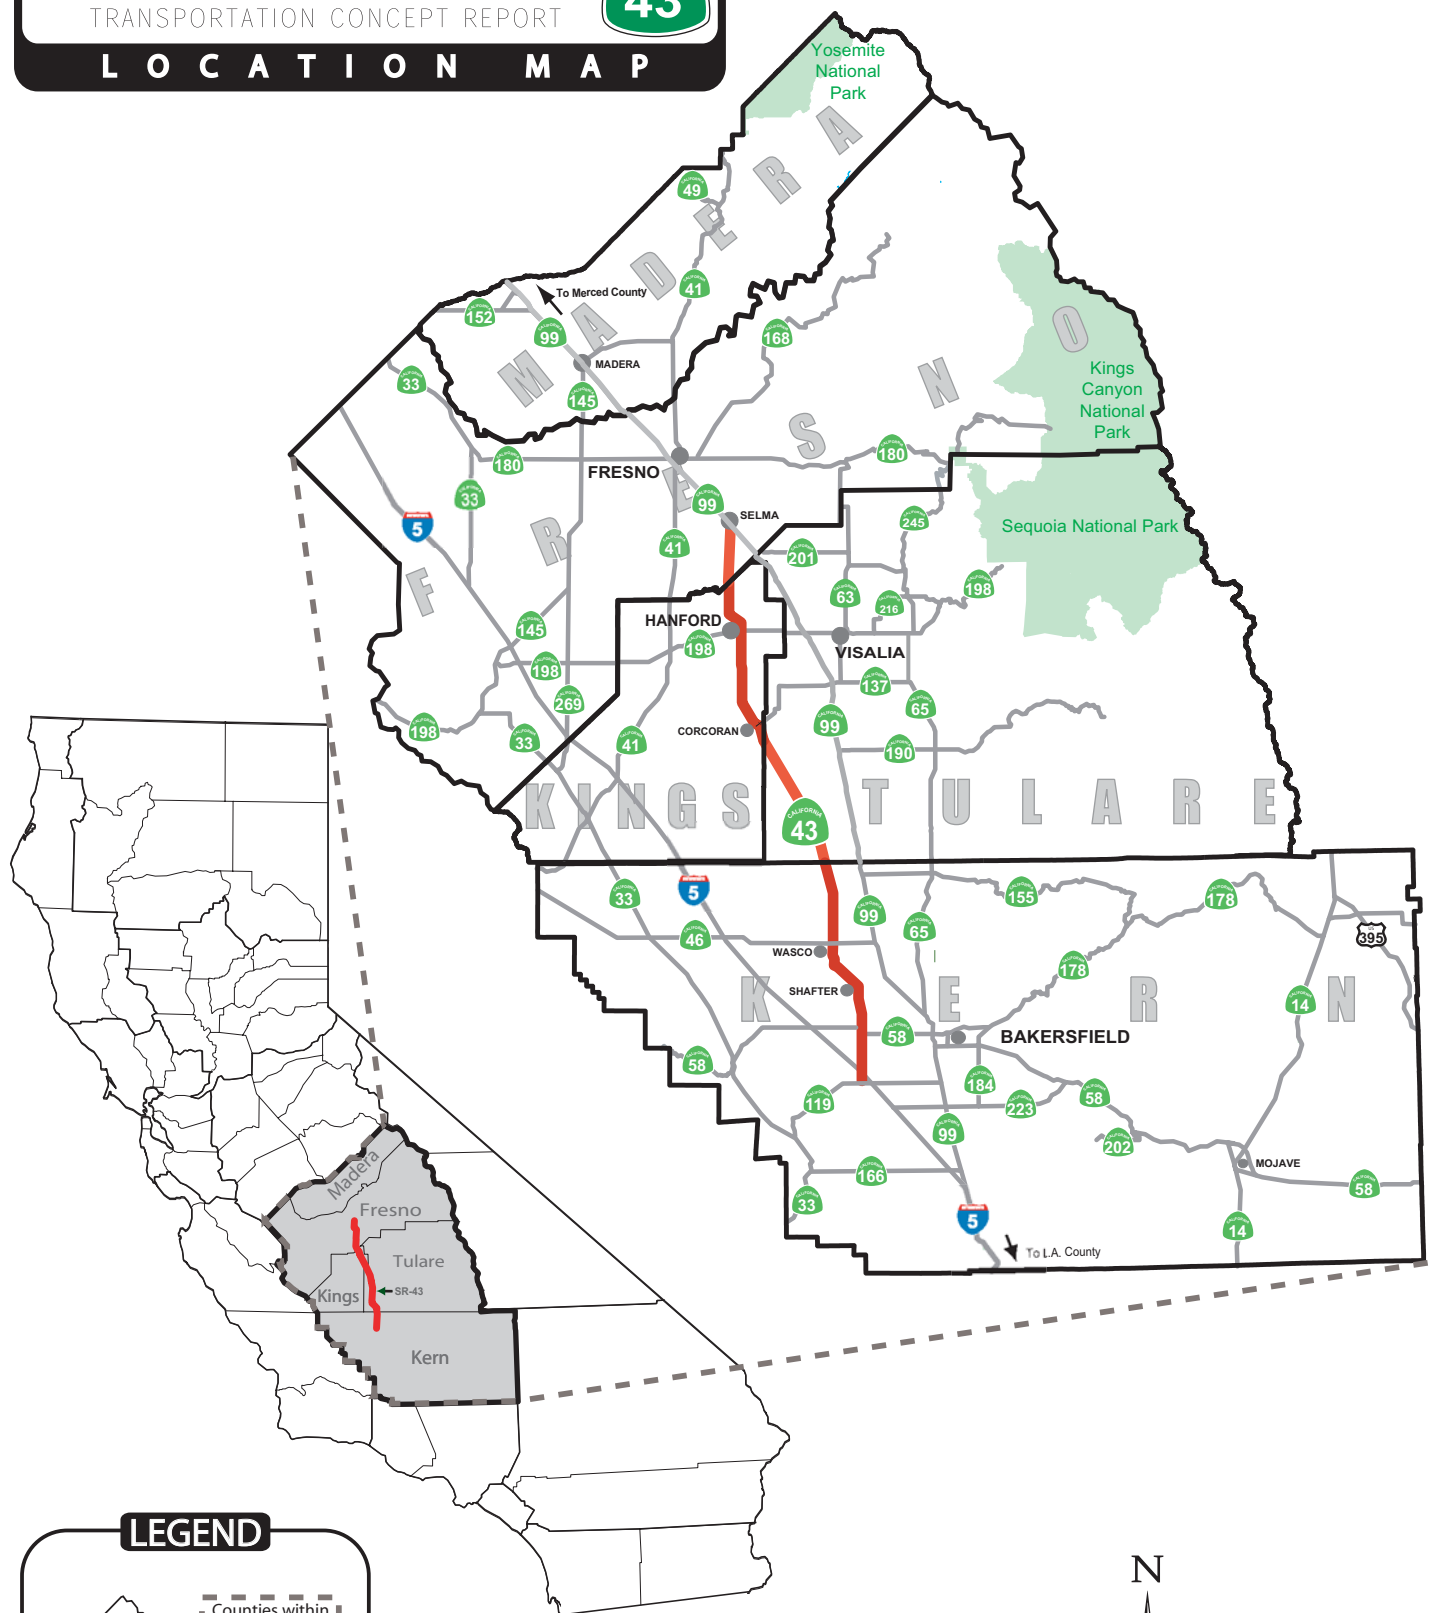 TRANSPORTATION CONCEPT REPORT
43
LOCATION MAP
Yosemite
National
Park
MADERA
CALIFORNIA
49
To Merced County
41
152
99
168
MADERA
33
145
Kings
Canyon
National
Park
FRESNO
180
180
FRESNO
33
99
SELMA
5
245
Sequoia National Park
41
201
63
216
198
HANFORD
145
198
VISALIA
198
137
269
65
198
33
41
CORCORAN
99
190
KINGS
TULARE
CALIFORNIA
43
33
5
155
178
99
65
46
395
WASCO
178
SHAFTER
KERN
14
58
BAKERSFIELD
58
184
119
223
58
99
202
166
MOJAVE
33
58
5
14
To L.A. County
Madera
Fresno
Tulare
Kings
SR-43
Kern
LEGEND
Counties within
N